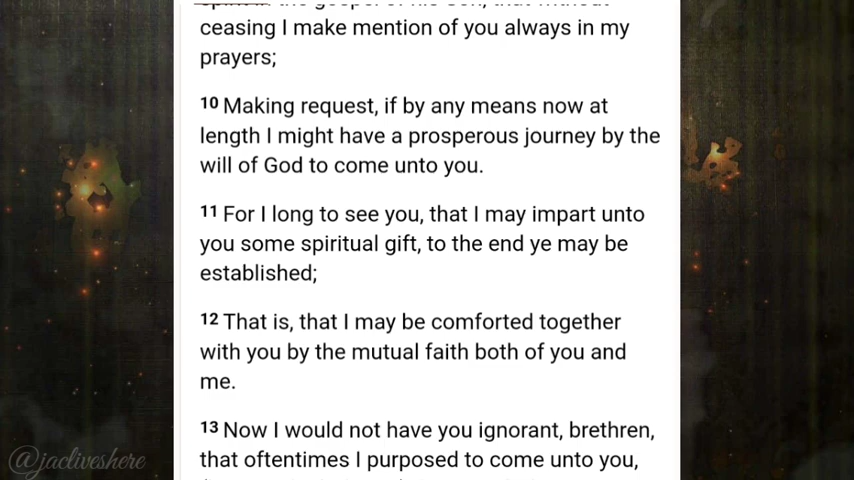 ceasing I make mention of you always in my
prayers;
10 Making request, if by any means now at
length I might have a prosperous journey by the
will of God to come unto you.
11 For I long to see you, that I may impart unto
you some spiritual gift, to the end ye may be
established;
12 That is, that I may be comforted together
with you by the mutual faith both of you and
me.
13 Now I would not have you ignorant, brethren,
that oftentimes I purposed to come unto you,
@jacliveshere